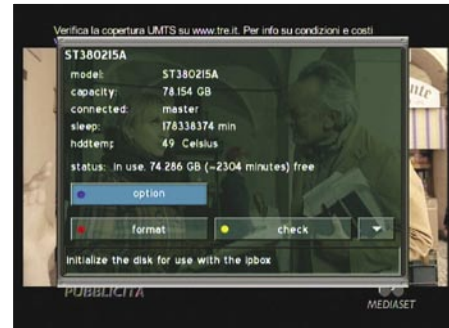 Verifica la copertura UMTS su www.tre.it. Per info su condizioni e costi
ST380215A
model: ST380215A
capacity: 78.154 GB
connected: master
sleep: 178338374 min
hddtemp: 49 Celsius
status: in use. 74.286 GB (~2304 minutes) free
option
format
check
initialize the disk for use with the ipbox
PUBBLICITÀ
MEDIASET